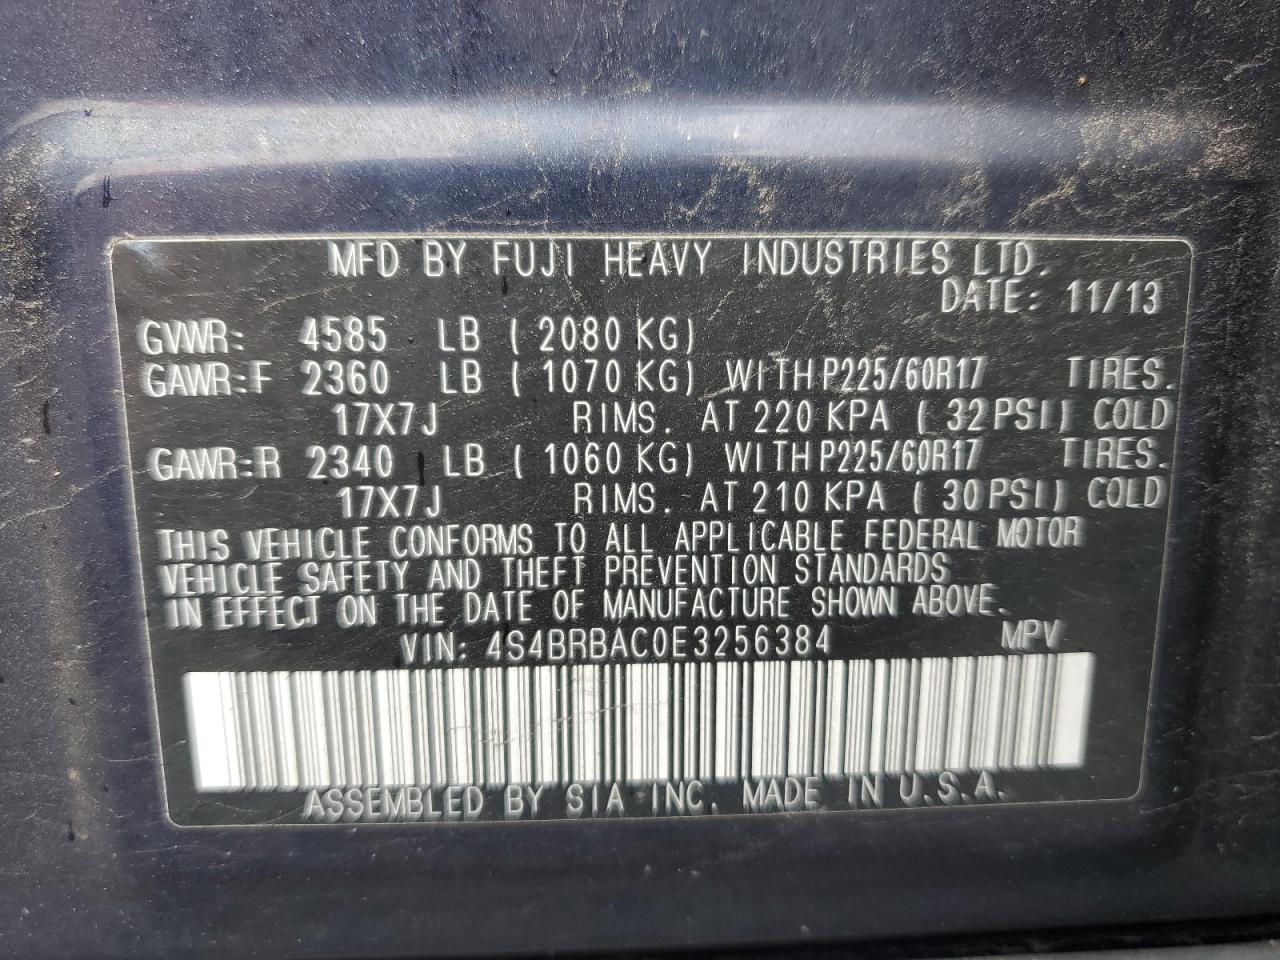 MFD BY FUJI HEAVY INDUSTRIES LTD.
DATE: 11/13
GVWR: 4585 LB ( 2080 KG)
GAWR:F 2360 LB ( 1070 KG) WITH P225/60R17 TIRES.
17X7J RIMS. AT 220 KPA ( 32 PSI) COLD
GAWR:R 2340 LB ( 1060 KG) WITH P225/60R17 TIRES.
17X7J RIMS. AT 210 KPA ( 30 PSI) COLD
THIS VEHICLE CONFORMS TO ALL APPLICABLE FEDERAL MOTOR
VEHICLE SAFETY AND THEFT PREVENTION STANDARDS
IN EFFECT ON THE DATE OF MANUFACTURE SHOWN ABOVE.
VIN: 4S4BRBAC0E3256384 MPV
ASSEMBLED BY SIA INC. MADE IN U.S.A.